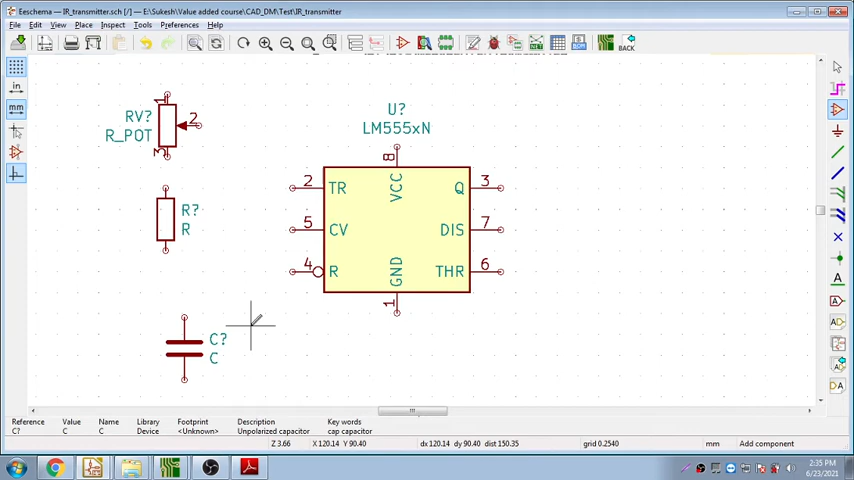 Eeschema — IR_transmitter.sch [/] — E:\Sukesh\Value added course\CAD_DM\Test\IR_transmitter
File Edit View Place Inspect Tools Preferences Help
BACK
in
mm
RV?
R_POT
1
2
3
R?
R
C?
C
U?
LM555xN
8
VCC
2 TR
Q 3
5 CV
DIS 7
4 R
THR 6
GND
1
A
A
A
A
Reference Value Name Library Footprint Description Key words
C? C C Device <Unknown> Unpolarized capacitor cap capacitor
Z 3.66 X 120.14 Y 90.40 dx 120.14 dy 90.40 dist 150.35 grid 0.2540 mm Add component
2:35 PM
6/23/2021